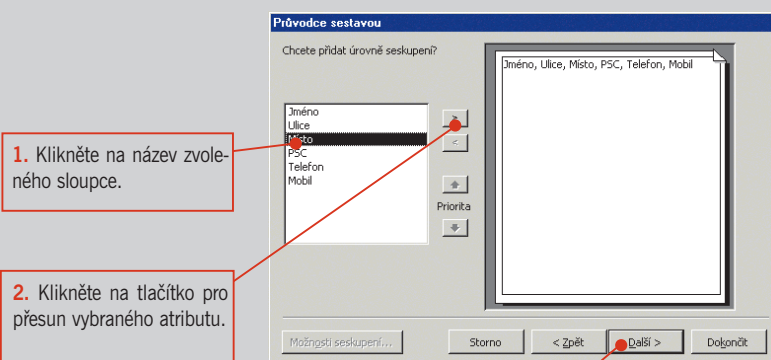 Průvodce sestavou
Chcete přidat úrovně seskupení?
Jméno, Ulice, Místo, PSC, Telefon, Mobil
Jméno
Ulice
Místo
PSC
Telefon
Mobil
>
<
Priorita
1. Klikněte na název zvole-
ného sloupce.
2. Klikněte na tlačítko pro
přesun vybraného atributu.
Možnosti seskupení...
Storno
< Zpět
Další >
Dokončit